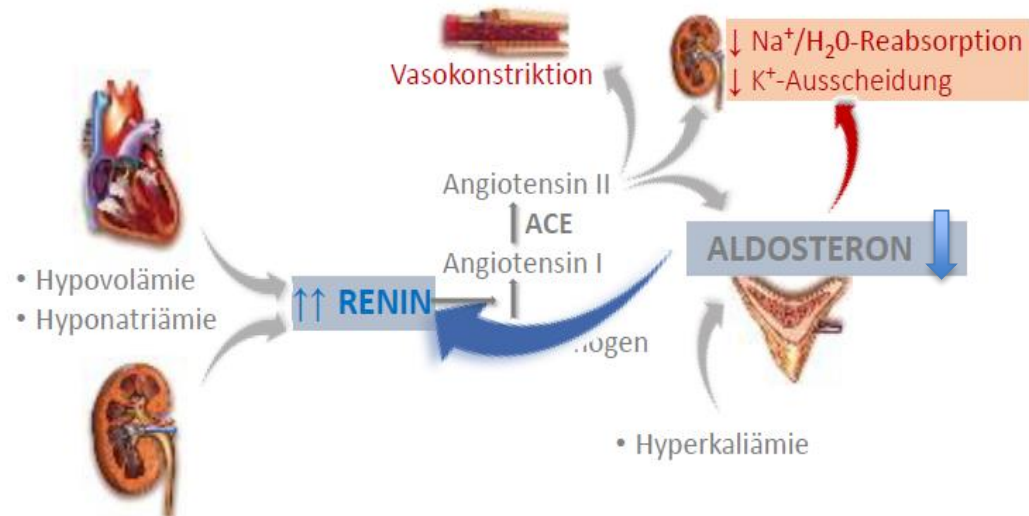 ↓ Na⁺/H₂0-Reabsorption
↓ K⁺-Ausscheidung
Vasokonstriktion
Angiotensin II
ACE
Angiotensin I
ALDOSTERON
• Hypovolämie
• Hyponatriämie
↑↑ RENIN
• Hyperkaliämie